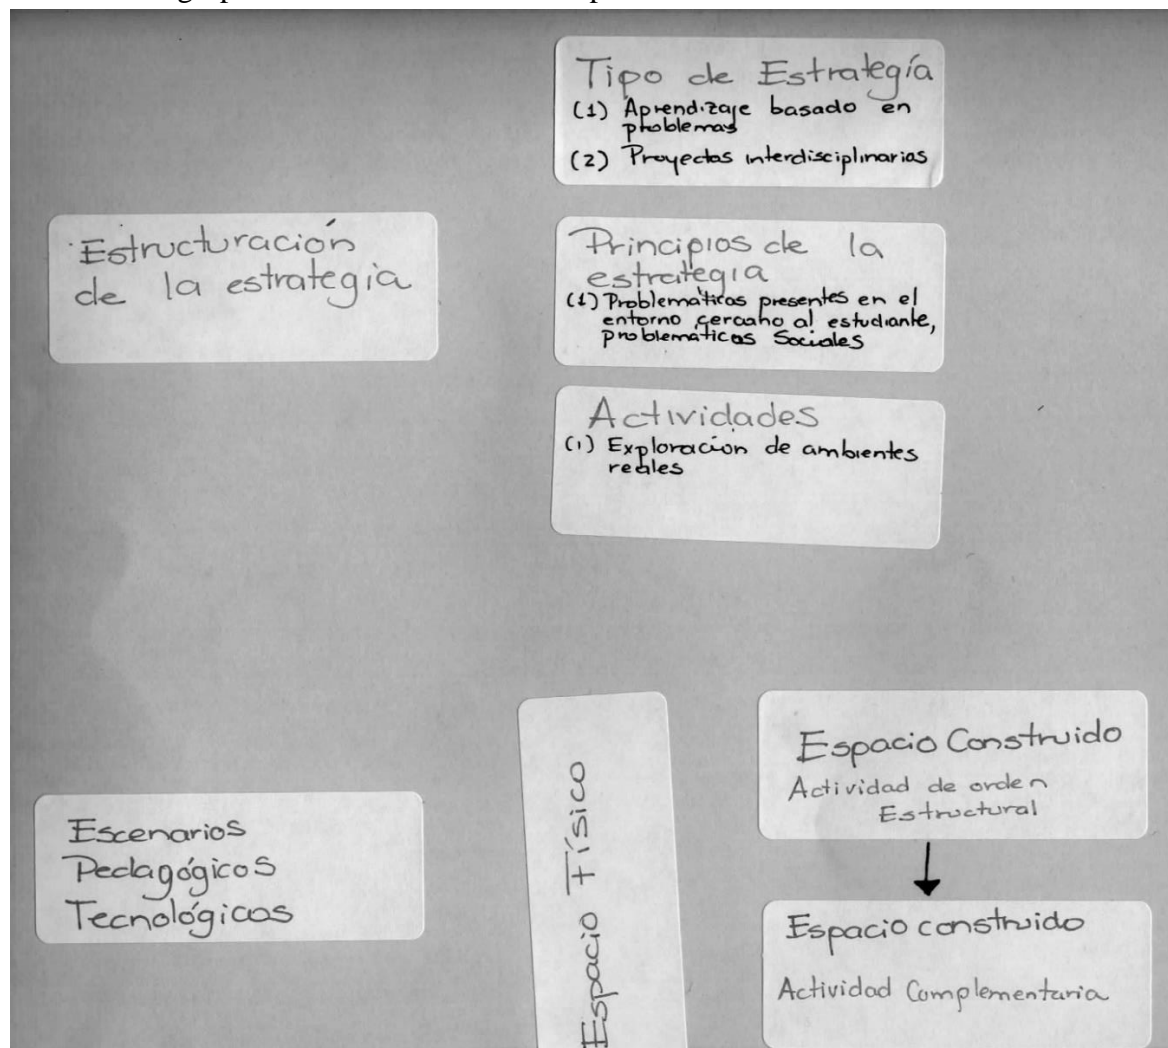 Tipo de Estrategía
(1) Aprendizaje basado en
problemas
(2) Proyectos interdisciplinarios
Estructuración
de la estrategia
Principios de la
estrategia
(1) Problemáticas presentes en el
entorno cercano al estudiante,
problemáticas Sociales
Actividades
(1) Exploración de ambientes
reales
Escenarios
Pedagógicos
Tecnológicos
Espacio Físico
Espacio Construido
Actividad de orden
Estructural
Espacio construido
Actividad Complementaria